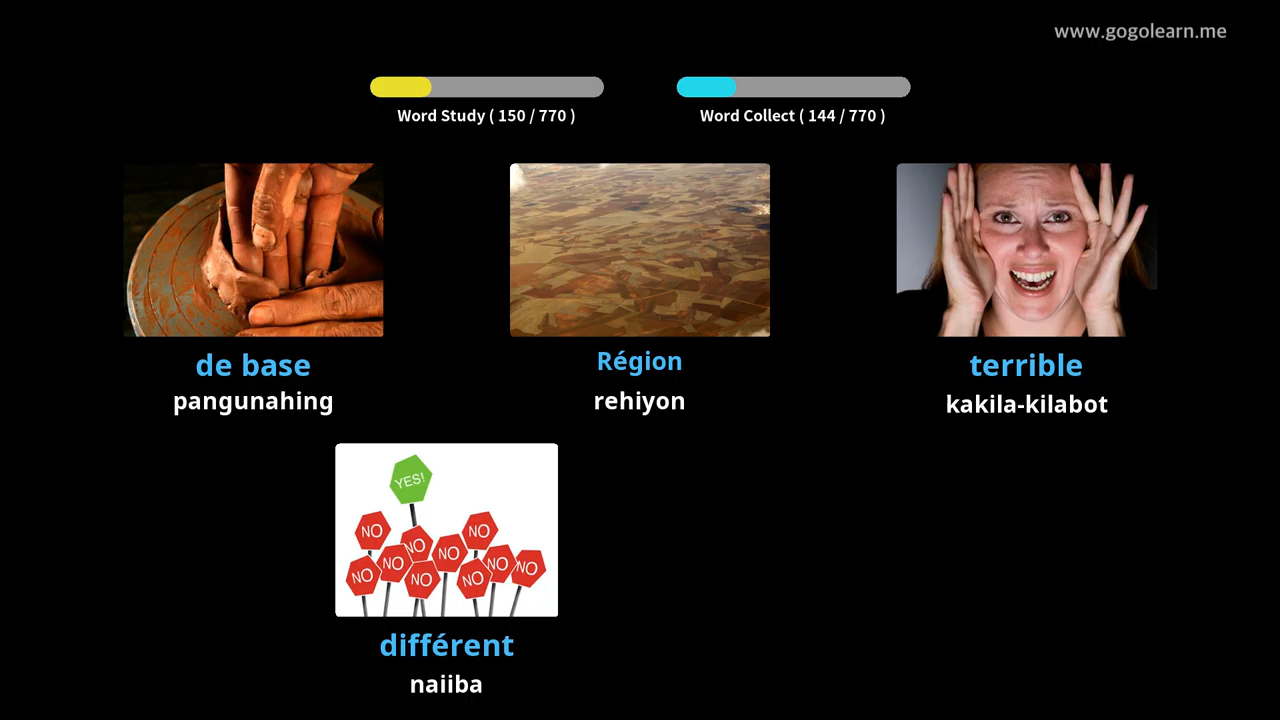 www.gogolearn.me
Word Study ( 150 / 770 )
Word Collect ( 144 / 770 )
de base
pangunahing
Région
rehiyon
terrible
kakila-kilabot
YES!
NO
NO
NO
NO
NO
NO
NO
NO
NO
NO
différent
naiiba